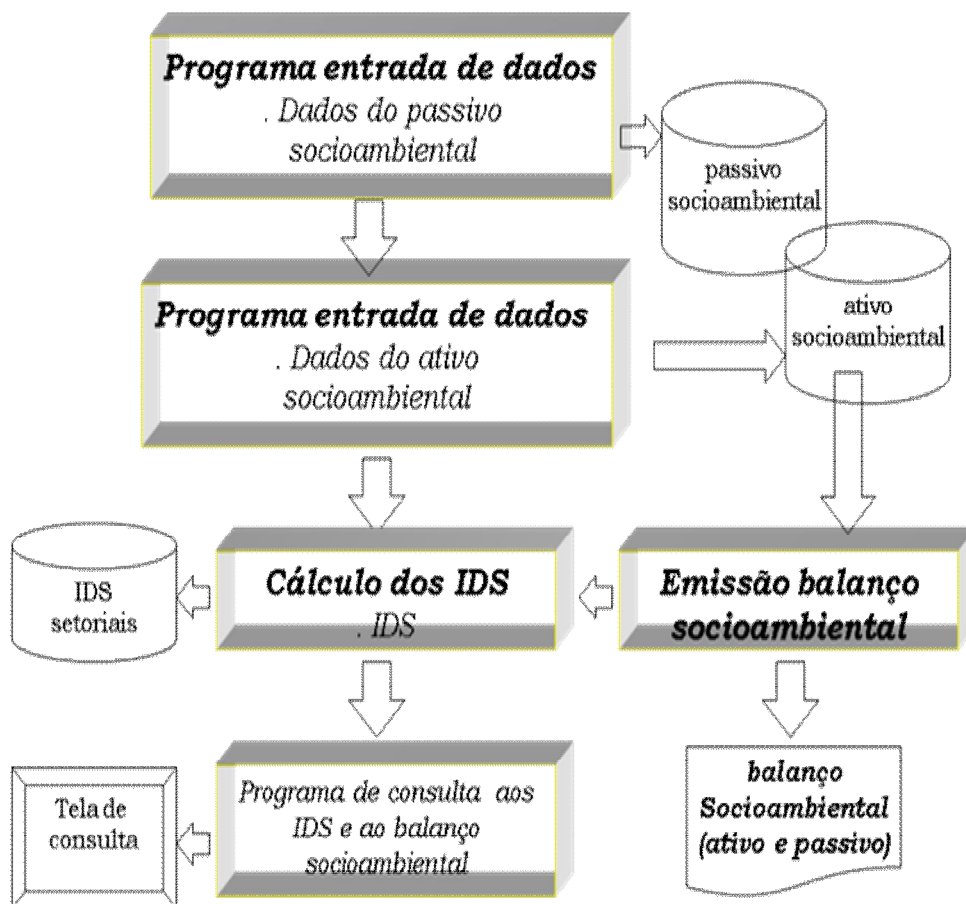 Programa entrada de dados
. Dados do passivo
socioambiental
passivo
socioambiental
Programa entrada de dados
. Dados do ativo
socioambiental
ativo
socioambiental
IDS
setoriais
Cálculo dos IDS
. IDS
Emissão balanço
socioambiental
Tela de
consulta
Programa de consulta aos
IDS e ao balanço
socioambiental
balanço
Socioambiental
(ativo e passivo)